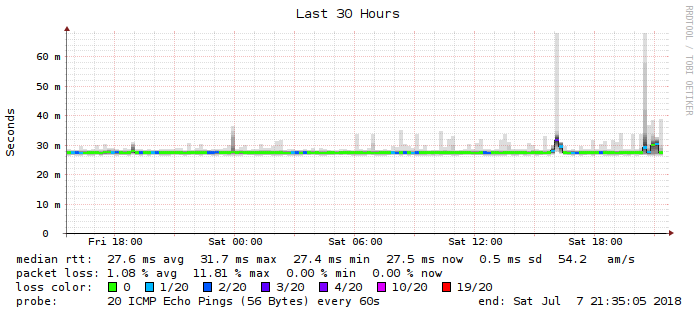 Last 30 Hours
RRDTOOL / TOBI OETIKER
Seconds
60 m
50 m
40 m
30 m
20 m
10 m
0
Fri 18:00 Sat 00:00 Sat 06:00 Sat 12:00 Sat 18:00
median rtt: 27.6 ms avg 31.7 ms max 27.4 ms min 27.5 ms now 0.5 ms sd 54.2 am/s
packet loss: 1.08 % avg 11.81 % max 0.00 % min 0.00 % now
loss color: 0 1/20 2/20 3/20 4/20 10/20 19/20
probe: 20 ICMP Echo Pings (56 Bytes) every 60s end: Sat Jul 7 21:35:05 2018